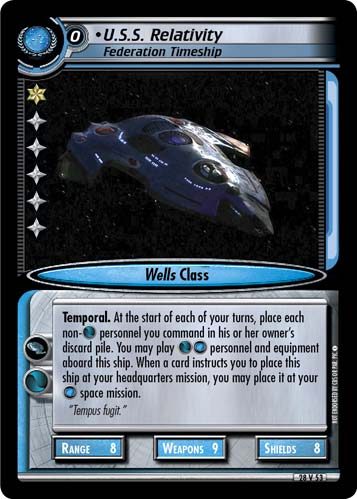 0 •U.S.S. Relativity
Federation Timeship
Wells Class
Temporal. At the start of each of your turns, place each
non- personnel you command in his or her owner's
discard pile. You may play personnel and equipment
aboard this ship. When a card instructs you to place this
ship at your headquarters mission, you may place it at your
space mission.
"Tempus fugit."
RANGE 8 WEAPONS 9 SHIELDS 8
28 V 53